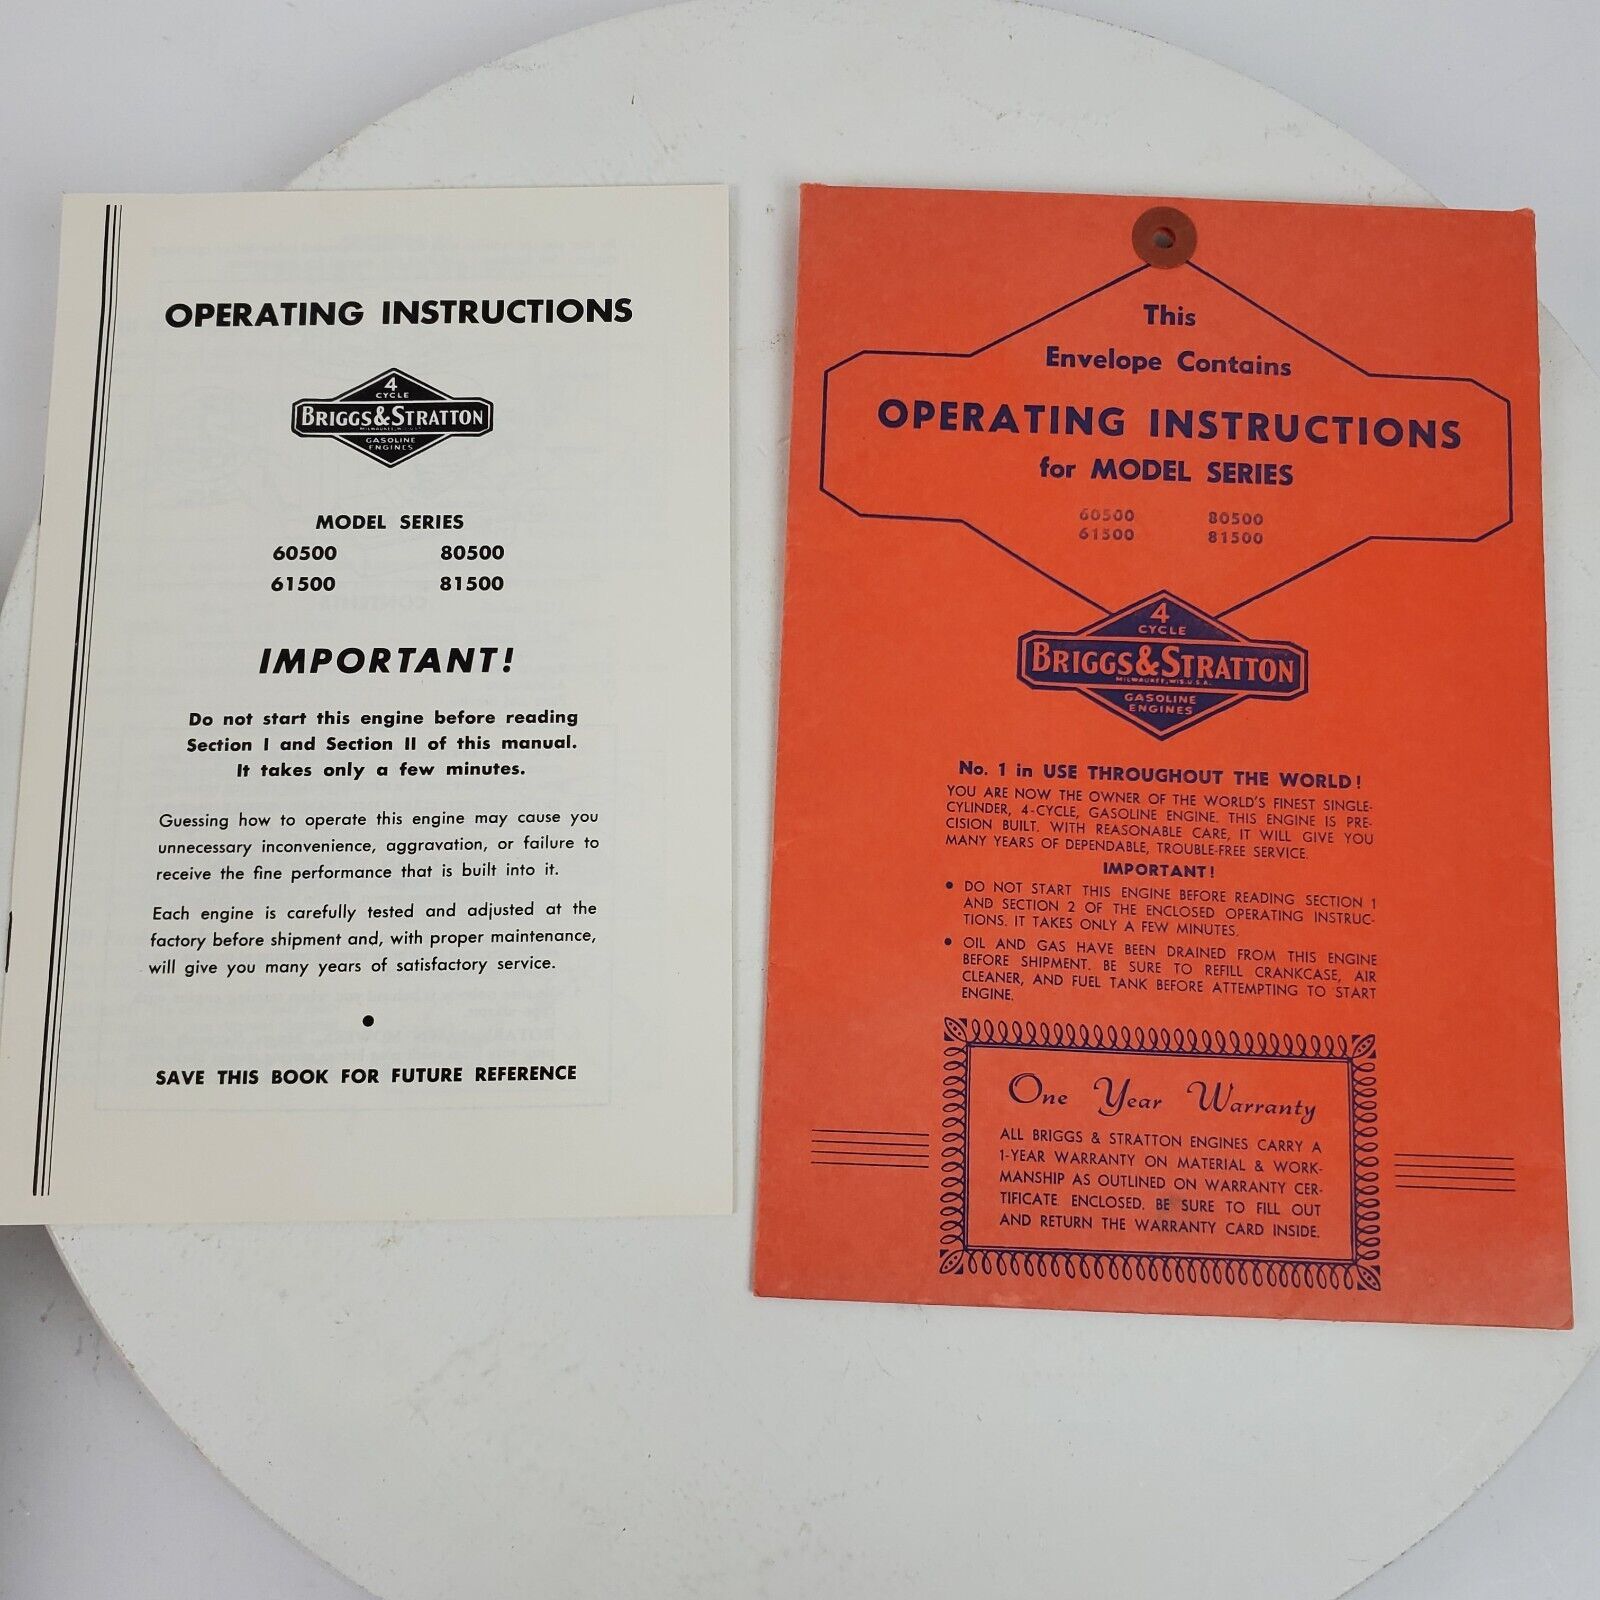 OPERATING INSTRUCTIONS
4
CYCLE
BRIGGS & STRATTON
MILWAUKEE, WIS. U.S.A.
GASOLINE
ENGINES
MODEL SERIES
60500 80500
61500 81500
IMPORTANT!
Do not start this engine before reading
Section I and Section II of this manual.
It takes only a few minutes.
Guessing how to operate this engine may cause you
unnecessary inconvenience, aggravation, or failure to
receive the fine performance that is built into it.
Each engine is carefully tested and adjusted at the
factory before shipment and, with proper maintenance,
will give you many years of satisfactory service.
SAVE THIS BOOK FOR FUTURE REFERENCE
This
Envelope Contains
OPERATING INSTRUCTIONS
for MODEL SERIES
60500 80500
61500 81500
4
CYCLE
BRIGGS & STRATTON
MILWAUKEE, WIS. U.S.A.
GASOLINE
ENGINES
No. 1 in USE THROUGHOUT THE WORLD!
YOU ARE NOW THE OWNER OF THE WORLD'S FINEST SINGLE-
CYLINDER, 4-CYCLE, GASOLINE ENGINE. THIS ENGINE IS PRE-
CISION BUILT. WITH REASONABLE CARE, IT WILL GIVE YOU
MANY YEARS OF DEPENDABLE, TROUBLE-FREE SERVICE.
IMPORTANT!
• DO NOT START THIS ENGINE BEFORE READING SECTION 1
AND SECTION 2 OF THE ENCLOSED OPERATING INSTRUC-
TIONS. IT TAKES ONLY A FEW MINUTES.
• OIL AND GAS HAVE BEEN DRAINED FROM THIS ENGINE
BEFORE SHIPMENT. BE SURE TO REFILL CRANKCASE, AIR
CLEANER, AND FUEL TANK BEFORE ATTEMPTING TO START
ENGINE.
One Year Warranty
ALL BRIGGS & STRATTON ENGINES CARRY A
1-YEAR WARRANTY ON MATERIAL & WORK-
MANSHIP AS OUTLINED ON WARRANTY CER-
TIFICATE ENCLOSED. BE SURE TO FILL OUT
AND RETURN THE WARRANTY CARD INSIDE.